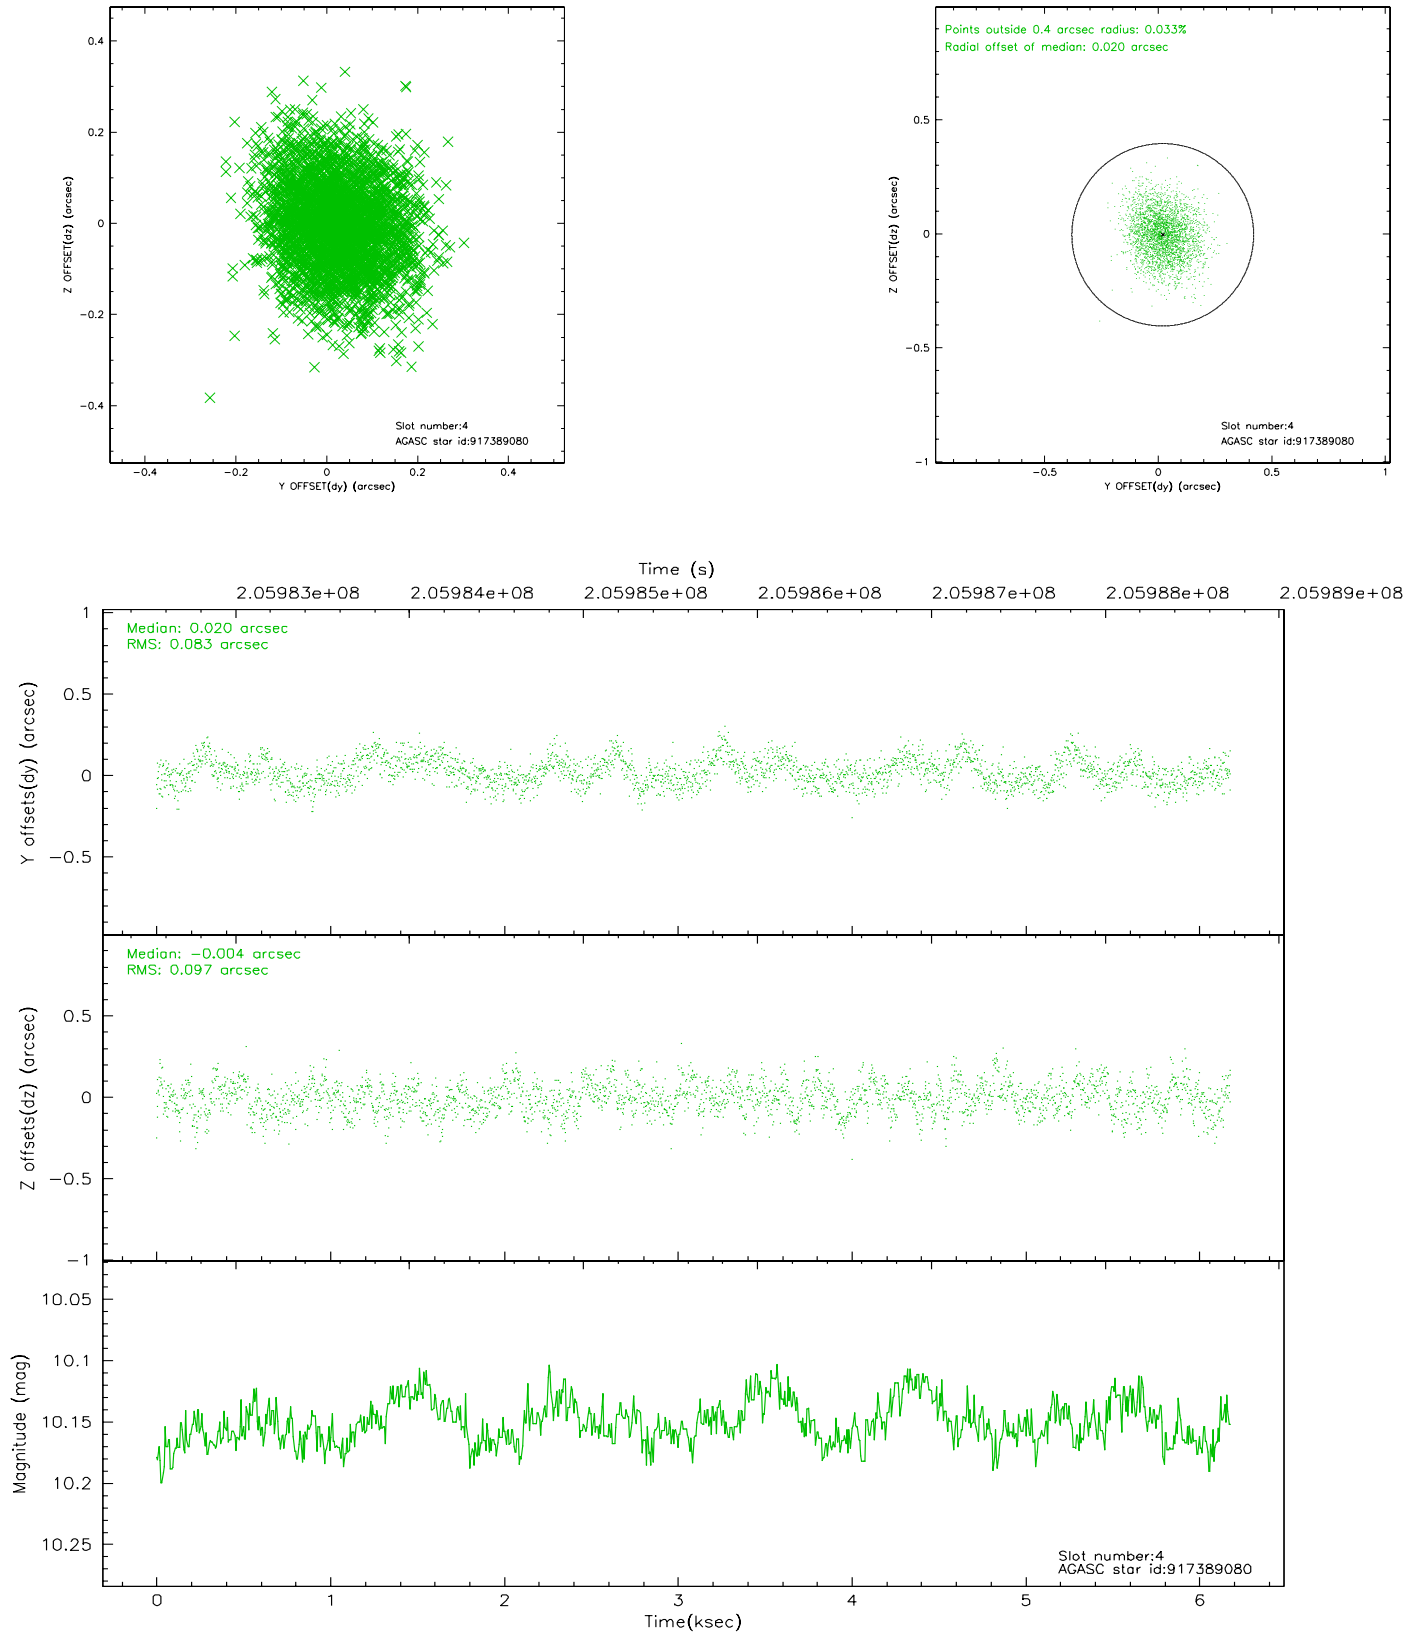 0.4
0.2
0
−0.2
−0.4
Z OFFSET(dz) (arcsec)
−0.4 −0.2 0 0.2 0.4
Y OFFSET(dy) (arcsec)
Slot number:4
AGASC star id:917389080
Points outside 0.4 arcsec radius: 0.033%
Radial offset of median: 0.020 arcsec
0.5
0
−0.5
−1
Z OFFSET(dz) (arcsec)
−0.5 0 0.5 1
Y OFFSET(dy) (arcsec)
Slot number:4
AGASC star id:917389080
Time (s)
2.05983e+08 2.05984e+08 2.05985e+08 2.05986e+08 2.05987e+08 2.05988e+08 2.05989e+08
Median: 0.020 arcsec
RMS: 0.083 arcsec
1
0.5
0
−0.5
Y offsets(dy) (arcsec)
Median: −0.004 arcsec
RMS: 0.097 arcsec
0.5
0
−0.5
−1
Z offsets(dz) (arcsec)
10.05
10.1
10.15
10.2
10.25
Magnitude (mag)
Slot number:4
AGASC star id:917389080
0 1 2 3 4 5 6
Time(ksec)